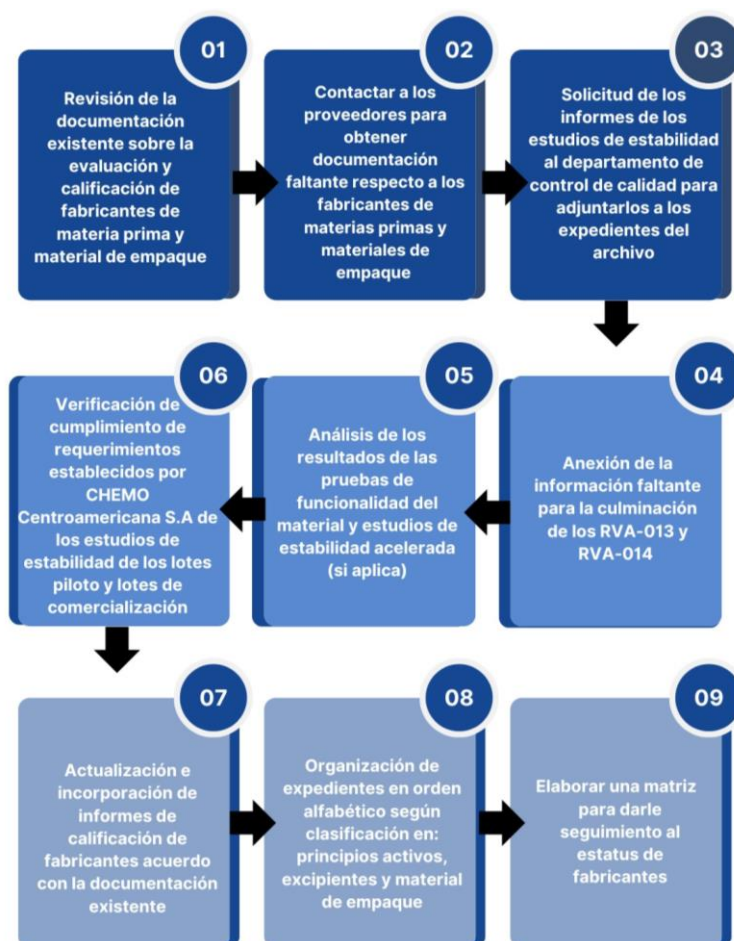 01
Revisión de la
documentación
existente sobre la
evaluación y
calificación de
fabricantes de
materia prima y
material de empaque
02
Contactar a los
proveedores para
obtener
documentación
faltante respecto a los
fabricantes de
materias primas y
materiales de
empaque
03
Solicitud de los
informes de los
estudios de estabilidad
al departamento de
control de calidad para
adjuntarlos a los
expedientes del
archivo
04
Anexión de la
información faltante
para la culminación
de los RVA-013 y
RVA-014
05
Análisis de los
resultados de las
pruebas de
funcionalidad del
material y estudios de
estabilidad acelerada
(si aplica)
06
Verificación de
cumplimiento de
requerimientos
establecidos por
CHEMO
Centroamericana S.A de
los estudios de
estabilidad de los lotes
piloto y lotes de
comercialización
07
Actualización e
incorporación de
informes de
calificación de
fabricantes acuerdo
con la documentación
existente
08
Organización de
expedientes en orden
alfabético según
clasificación en:
principios activos,
excipientes y material
de empaque
09
Elaborar una matriz
para darle
seguimiento al
estatus de
fabricantes